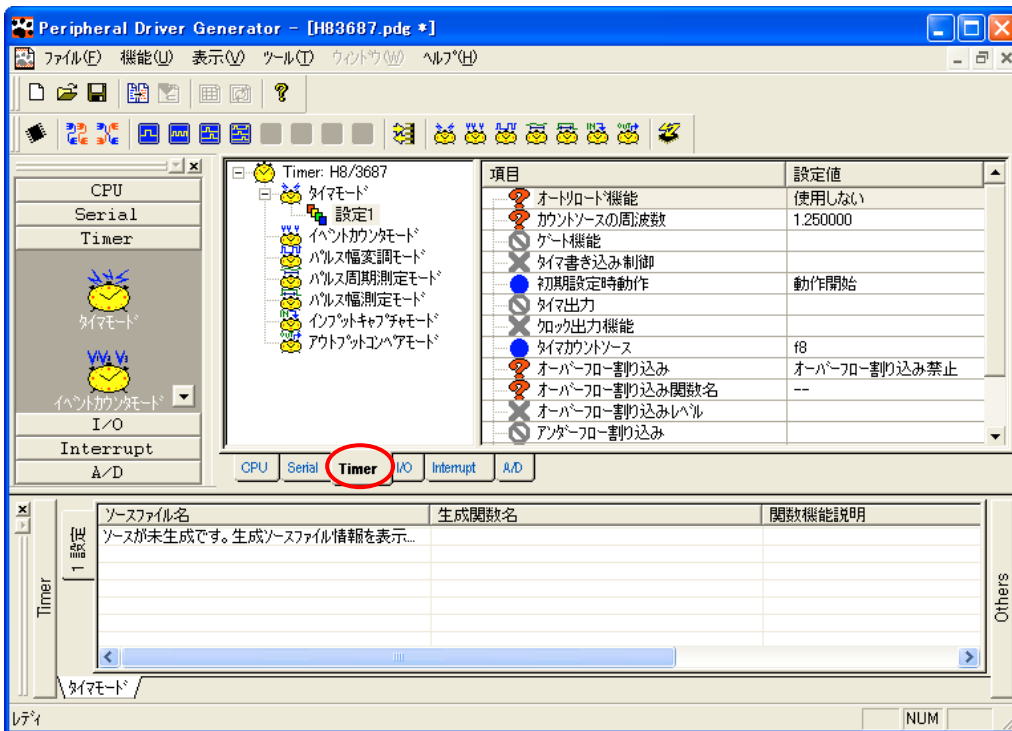 Peripheral Driver Generator - [H83687.pdg *]
ﾌｧｲﾙ(F) 機能(U) 表示(V) ﾂｰﾙ(T) ｳｨﾝﾄﾞｳ(W) ﾍﾙﾌﾟ(H)
CPU
Serial
Timer
ﾀｲﾏﾓｰﾄﾞ
ｲﾍﾞﾝﾄｶｳﾝﾀﾓｰﾄﾞ
I/O
Interrupt
A/D
Timer: H8/3687
ﾀｲﾏﾓｰﾄﾞ
設定1
ｲﾍﾞﾝﾄｶｳﾝﾀﾓｰﾄﾞ
ﾊﾟﾙｽ幅変調ﾓｰﾄﾞ
ﾊﾟﾙｽ周期測定ﾓｰﾄﾞ
ﾊﾟﾙｽ幅測定ﾓｰﾄﾞ
ｲﾝﾌﾟｯﾄｷｬﾌﾟﾁｬﾓｰﾄﾞ
ｱｳﾄﾌﾟｯﾄｺﾝﾍﾟｱﾓｰﾄﾞ
項目 設定値
ｵｰﾄﾘﾛｰﾄﾞ機能 使用しない
ｶｳﾝﾄｿｰｽの周波数 1.250000
ｹﾞｰﾄ機能
ﾀｲﾏ書き込み制御
初期設定時動作 動作開始
ﾀｲﾏ出力
ｸﾛｯｸ出力機能
ﾀｲﾏｶｳﾝﾄｿｰｽ f8
ｵｰﾊﾞｰﾌﾛｰ割り込み ｵｰﾊﾞｰﾌﾛｰ割り込み禁止
ｵｰﾊﾞｰﾌﾛｰ割り込み関数名 --
ｵｰﾊﾞｰﾌﾛｰ割り込みﾚﾍﾞﾙ
ｱﾝﾀﾞｰﾌﾛｰ割り込み
CPU Serial Timer I/O Interrupt A/D
Timer
設定 1
ｿｰｽﾌｧｲﾙ名 生成関数名 関数機能説明
ｿｰｽが未生成です。生成ｿｰｽﾌｧｲﾙ情報を表示...
Others
ﾀｲﾏﾓｰﾄﾞ
ﾚﾃﾞｨ NUM